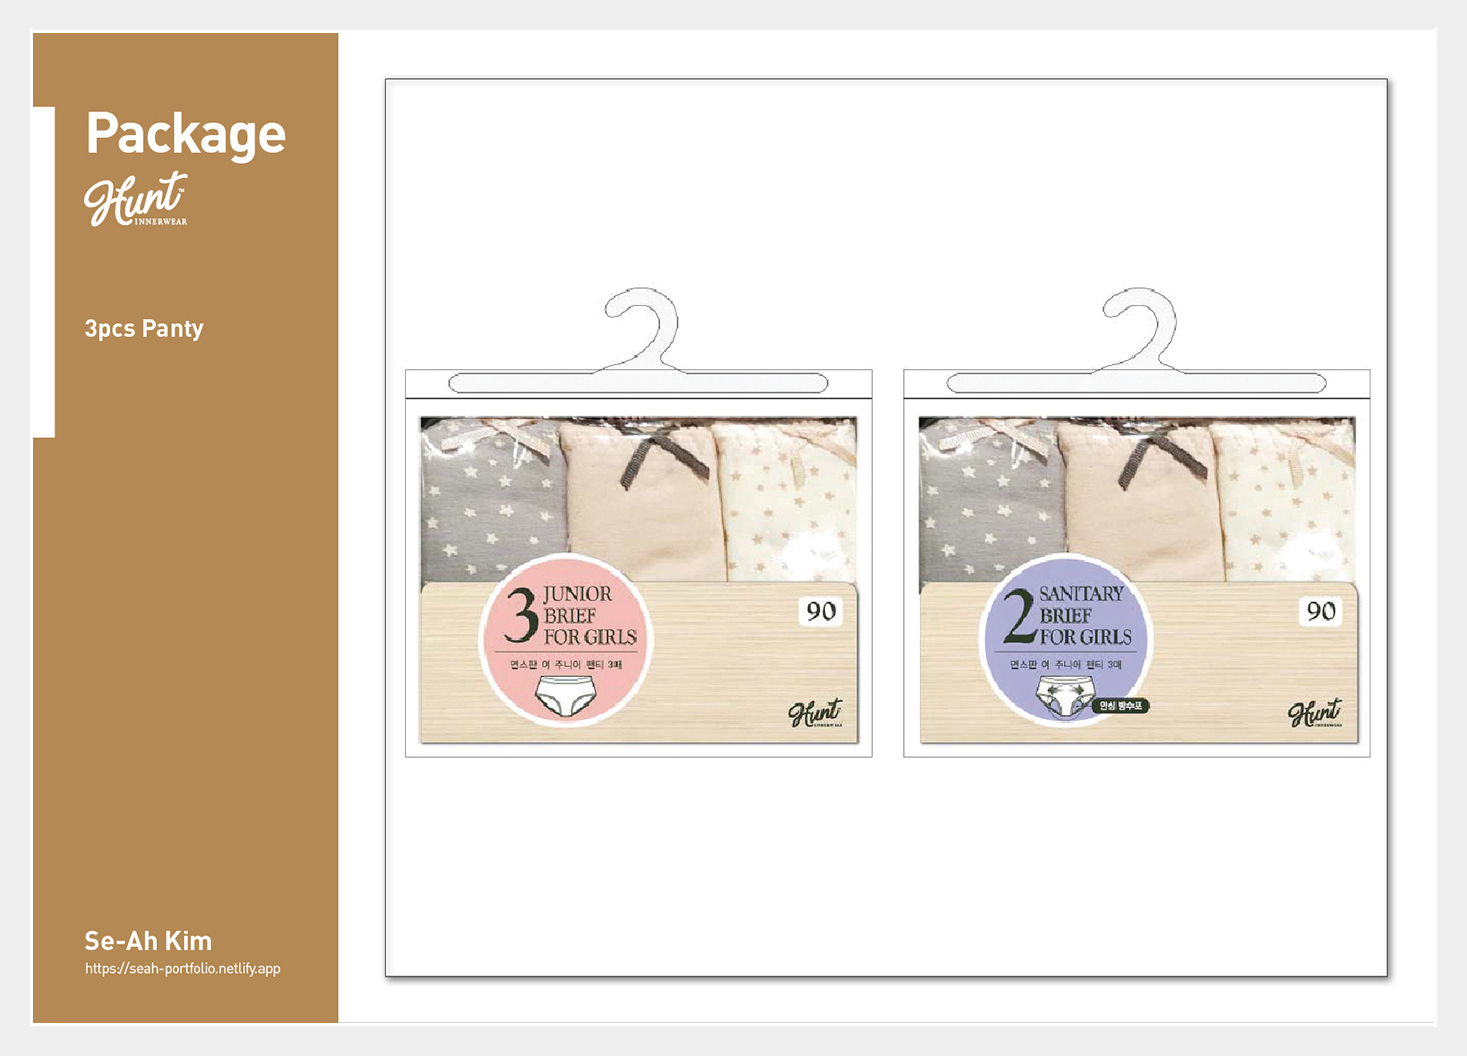 Package
Hunt™
INNERWEAR
3pcs Panty
Se-Ah Kim
https://seah-portfolio.netlify.app
3 JUNIOR
BRIEF
FOR GIRLS
면스판 여 주니어 팬티 3매
90
Hunt
INNERWEAR
2 SANITARY
BRIEF
FOR GIRLS
면스판 여 주니어 팬티 3매
안심 방수포
90
Hunt
INNERWEAR